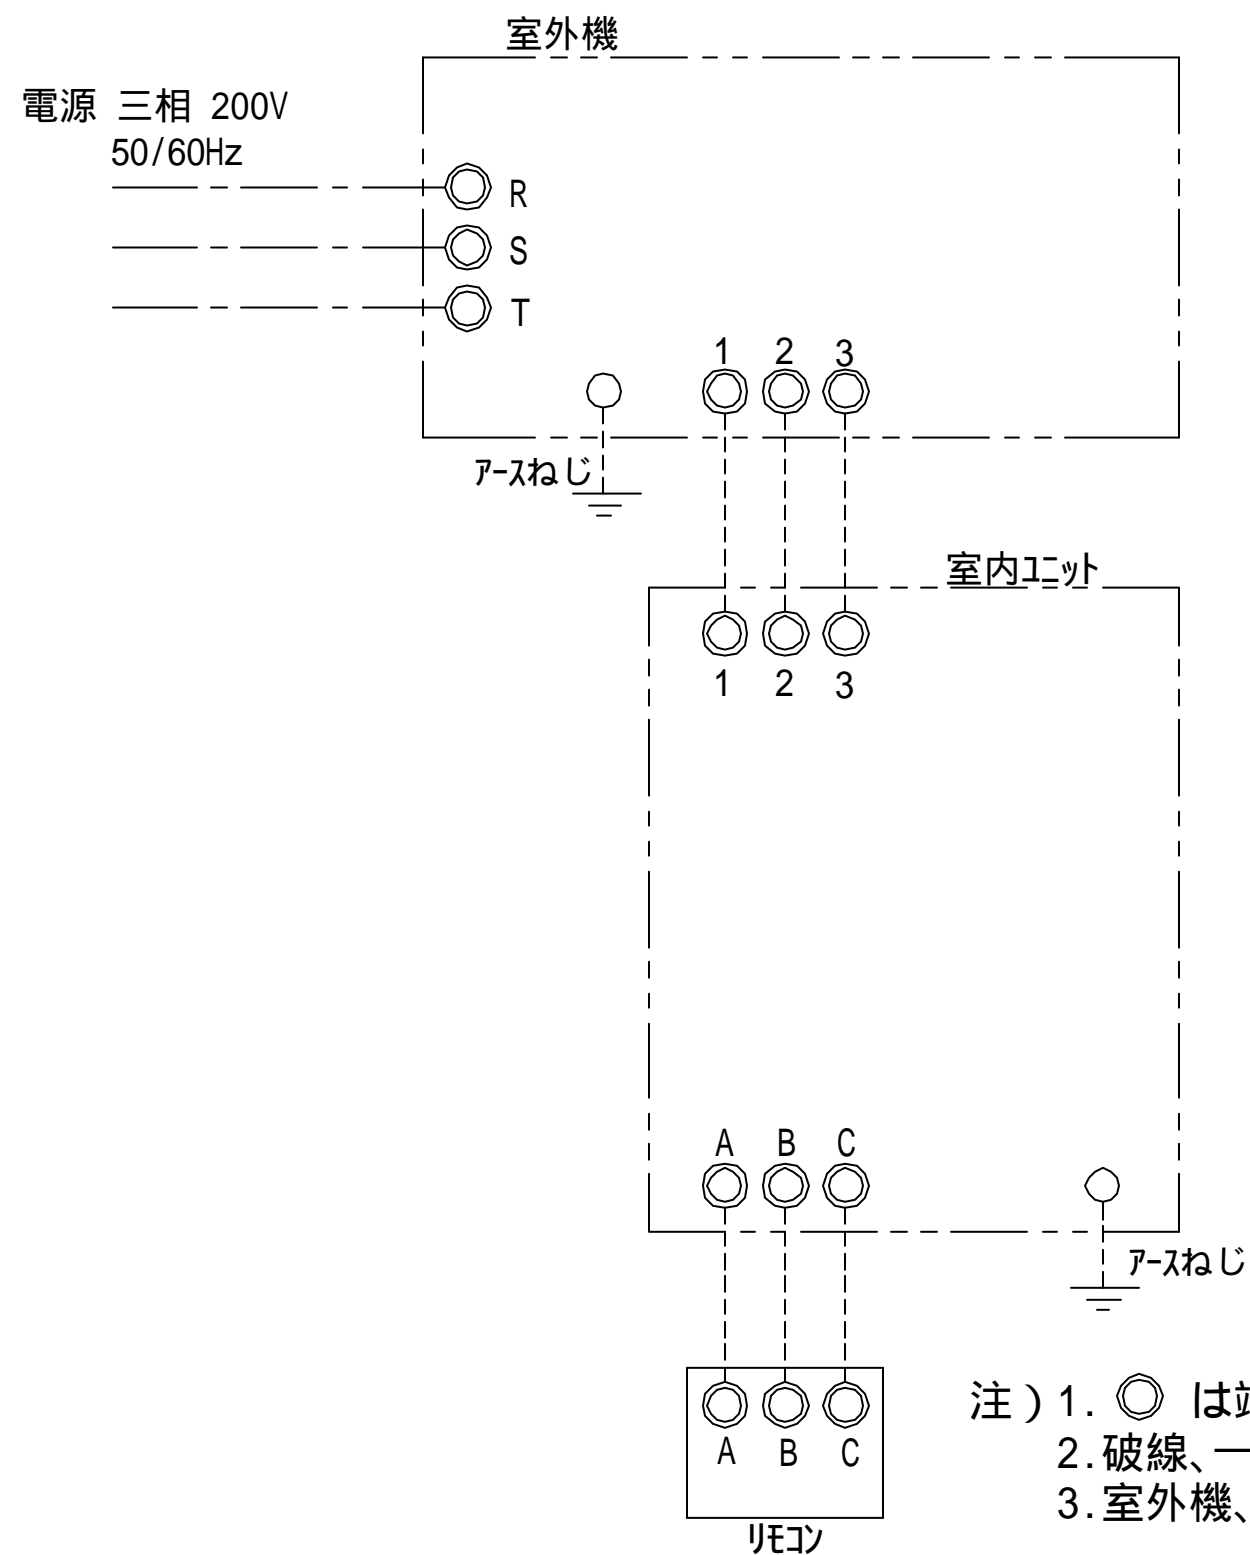 室外機
電源 三相 200V
50/60Hz
R
S
T
1 2 3
ｱｰｽねじ
室内ﾕﾆｯﾄ
1 2 3
A B C
ｱｰｽねじ
A B C
ﾘﾓｺﾝ
注)1. ◎ は
2.破線、一
3.室外機、